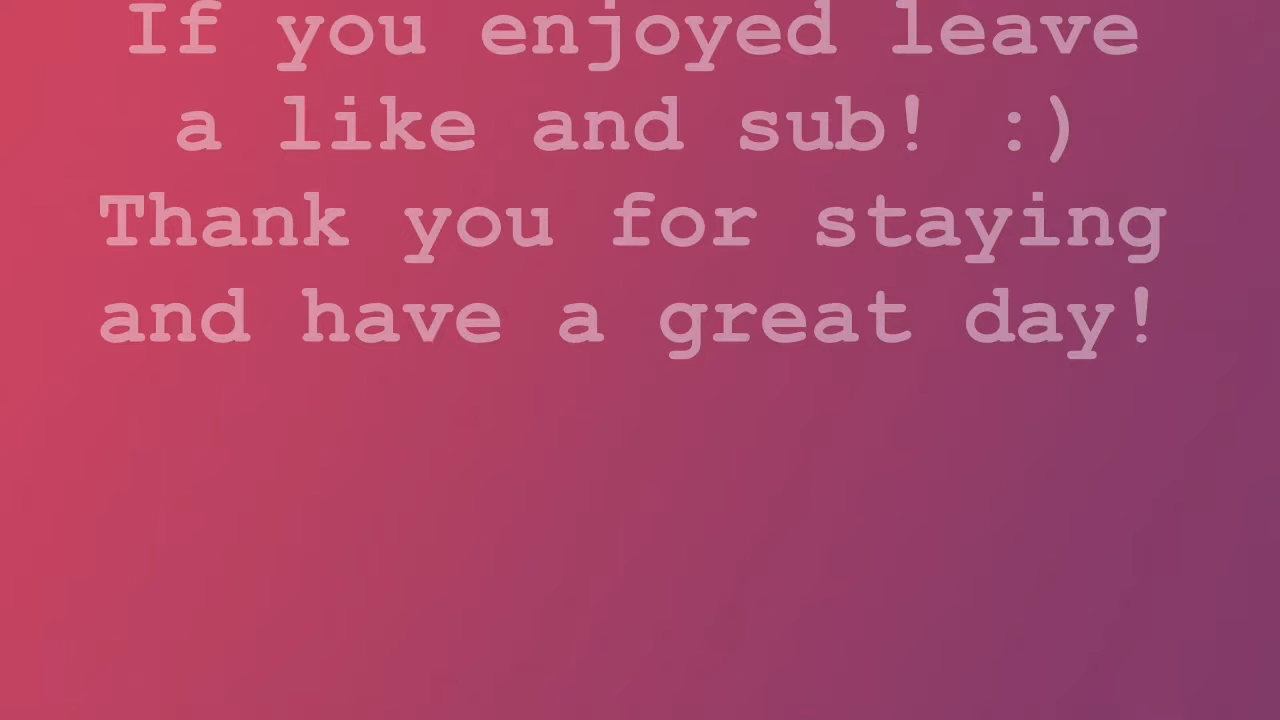 If you enjoyed leave
a like and sub! :)
Thank you for staying
and have a great day!